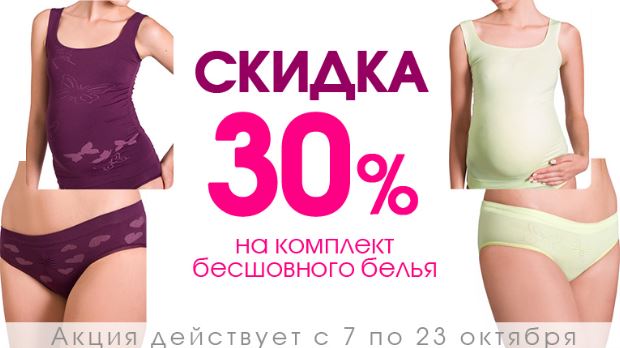 СКИДКА
30%
на комплект
бесшовного белья
Акция действует с 7 по 23 октября